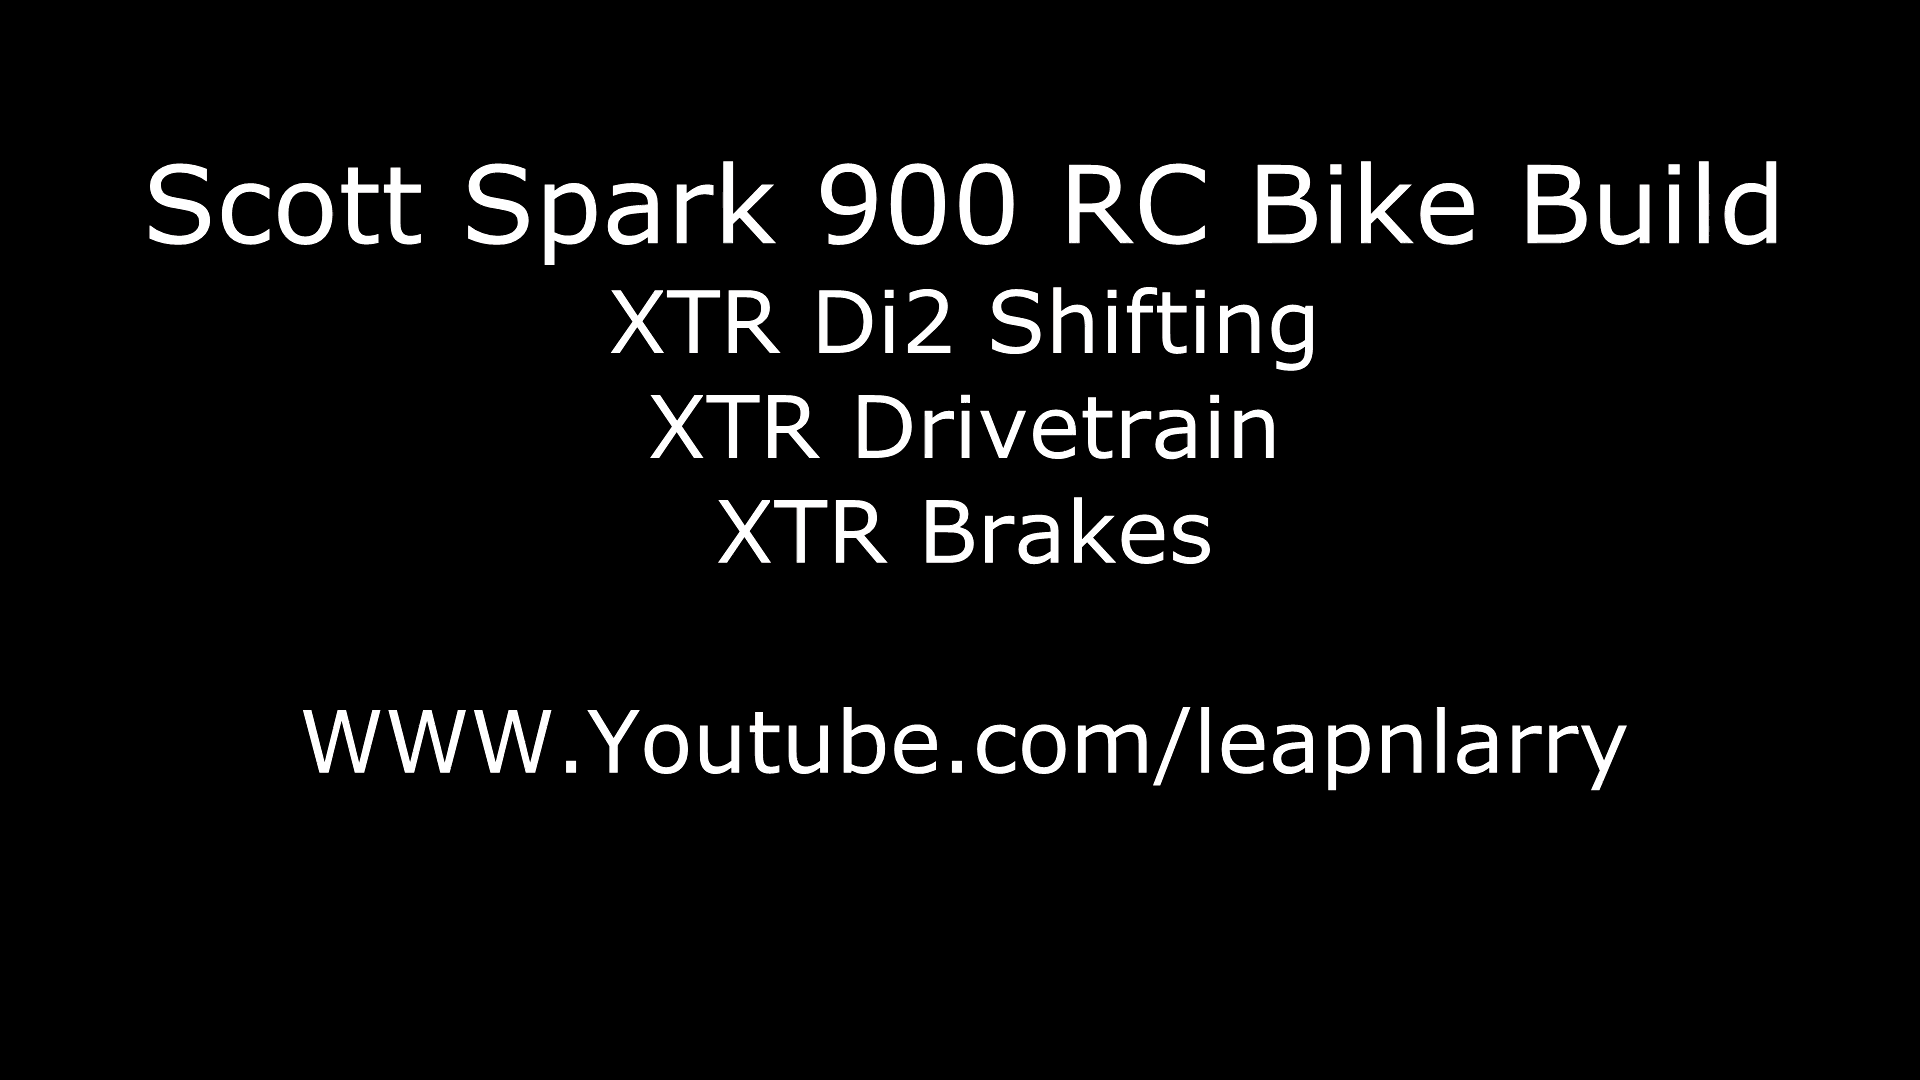 Scott Spark 900 RC Bike Build
XTR Di2 Shifting
XTR Drivetrain
XTR Brakes
WWW.Youtube.com/leapnlarry